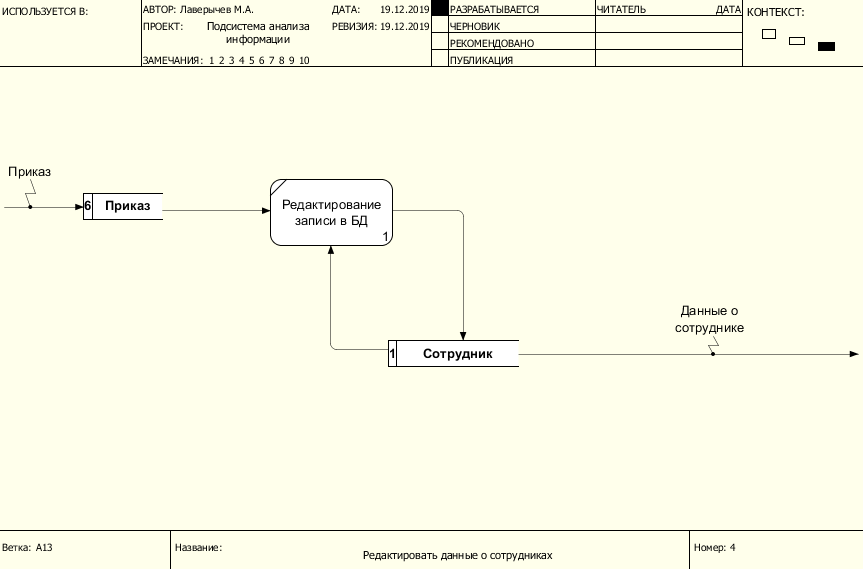 ИСПОЛЬЗУЕТСЯ В:
АВТОР: Лаверычев М.А.
ДАТА: 19.12.2019
ПРОЕКТ: Подсистема анализа
информации
РЕВИЗИЯ: 19.12.2019
ЗАМЕЧАНИЯ: 1 2 3 4 5 6 7 8 9 10
РАЗРАБАТЫВАЕТСЯ
ЧЕРНОВИК
РЕКОМЕНДОВАНО
ПУБЛИКАЦИЯ
ЧИТАТЕЛЬ ДАТА
КОНТЕКСТ:
Приказ
6 Приказ
Редактирование
записи в БД
1
Данные о
сотруднике
1 Сотрудник
Ветка: A13
Название:
Редактировать данные о сотрудниках
Номер: 4